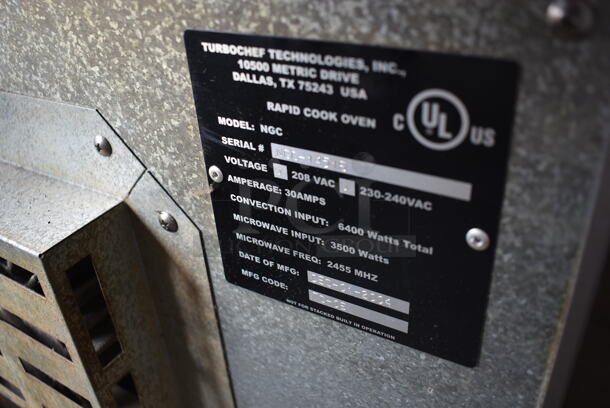 TURBOCHEF TECHNOLOGIES, INC.,
10500 METRIC DRIVE
DALLAS, TX 75243 USA
RAPID COOK OVEN
C UL US
MODEL: NGC
SERIAL #
VOLTAGE 208 VAC 230-240VAC
AMPERAGE: 30AMPS
CONVECTION INPUT: 6400 Watts Total
MICROWAVE INPUT: 3500 Watts
MICROWAVE FREQ: 2455 MHZ
DATE OF MFG:
MFG CODE:
NOT FOR STACKED BUILT IN OPERATION